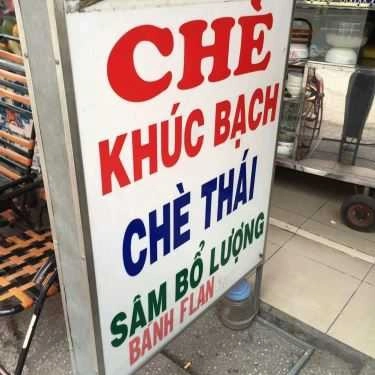 CHÈ
KHÚC BẠCH
CHÈ THÁI
SÂM BỔ LƯỢNG
BÁNH FLAN